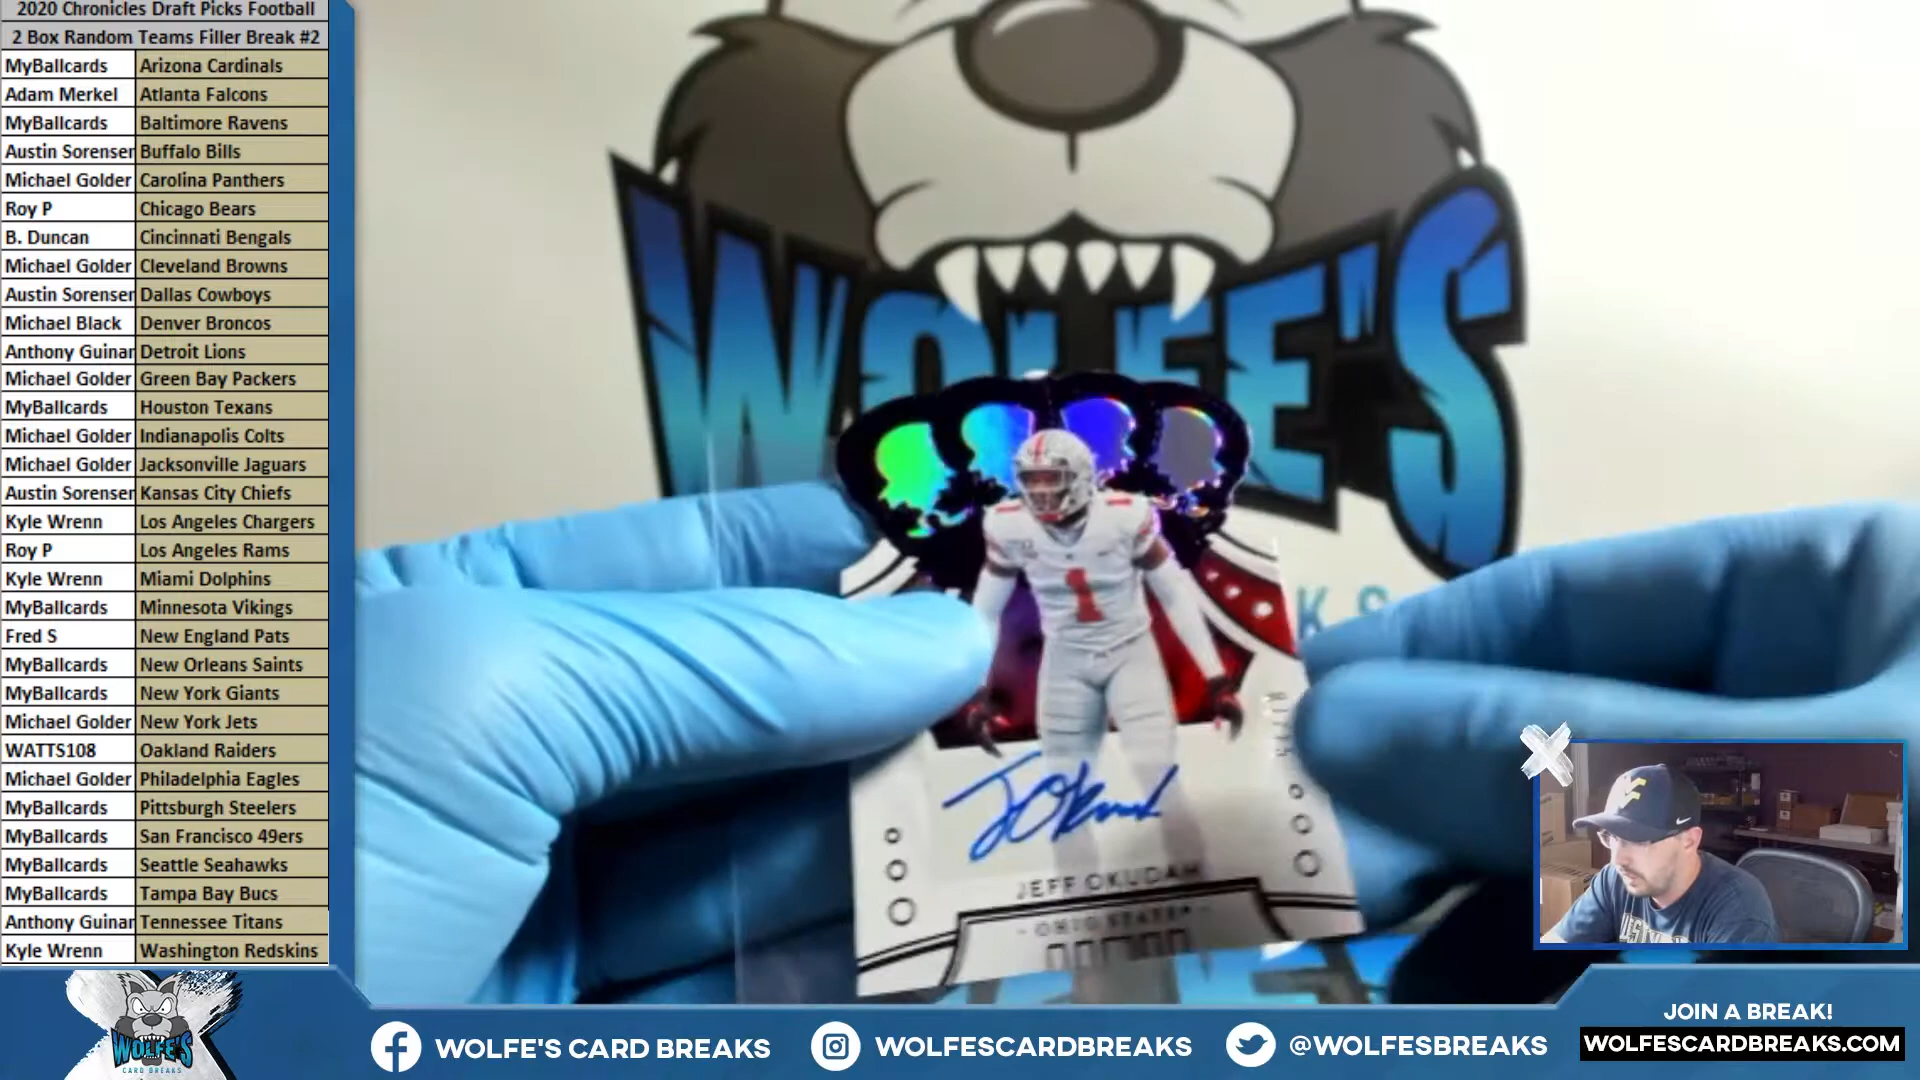 2020 Chronicles Draft Picks Football
2 Box Random Teams Filler Break #2
MyBallcards Arizona Cardinals
Adam Merkel Atlanta Falcons
MyBallcards Baltimore Ravens
Austin Sorensen Buffalo Bills
Michael Golder Carolina Panthers
Roy P Chicago Bears
B. Duncan Cincinnati Bengals
Michael Golder Cleveland Browns
Austin Sorensen Dallas Cowboys
Michael Black Denver Broncos
Anthony Guinan Detroit Lions
Michael Golder Green Bay Packers
MyBallcards Houston Texans
Michael Golder Indianapolis Colts
Michael Golder Jacksonville Jaguars
Austin Sorensen Kansas City Chiefs
Kyle Wrenn Los Angeles Chargers
Roy P Los Angeles Rams
Kyle Wrenn Miami Dolphins
MyBallcards Minnesota Vikings
Fred S New England Pats
MyBallcards New Orleans Saints
MyBallcards New York Giants
Michael Golder New York Jets
WATTS108 Oakland Raiders
Michael Golder Philadelphia Eagles
MyBallcards Pittsburgh Steelers
MyBallcards San Francisco 49ers
MyBallcards Seattle Seahawks
MyBallcards Tampa Bay Bucs
Anthony Guinan Tennessee Titans
Kyle Wrenn Washington Redskins
WOLFE'S
KS
1
JEFF OKUDAH
OHIO STATE
WOLFE'S
CARD BREAKS
WOLFE'S CARD BREAKS
WOLFESCARDBREAKS
@WOLFESBREAKS
JOIN A BREAK!
WOLFESCARDBREAKS.COM